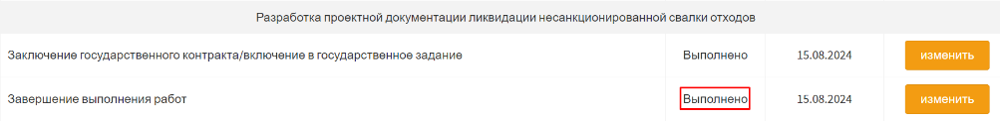 Разработка проектной документации ликвидации несанкционированной свалки отходов
Заключение государственного контракта/включение в государственное задание Выполнено 15.08.2024 изменить
Завершение выполнения работ Выполнено 15.08.2024 изменить